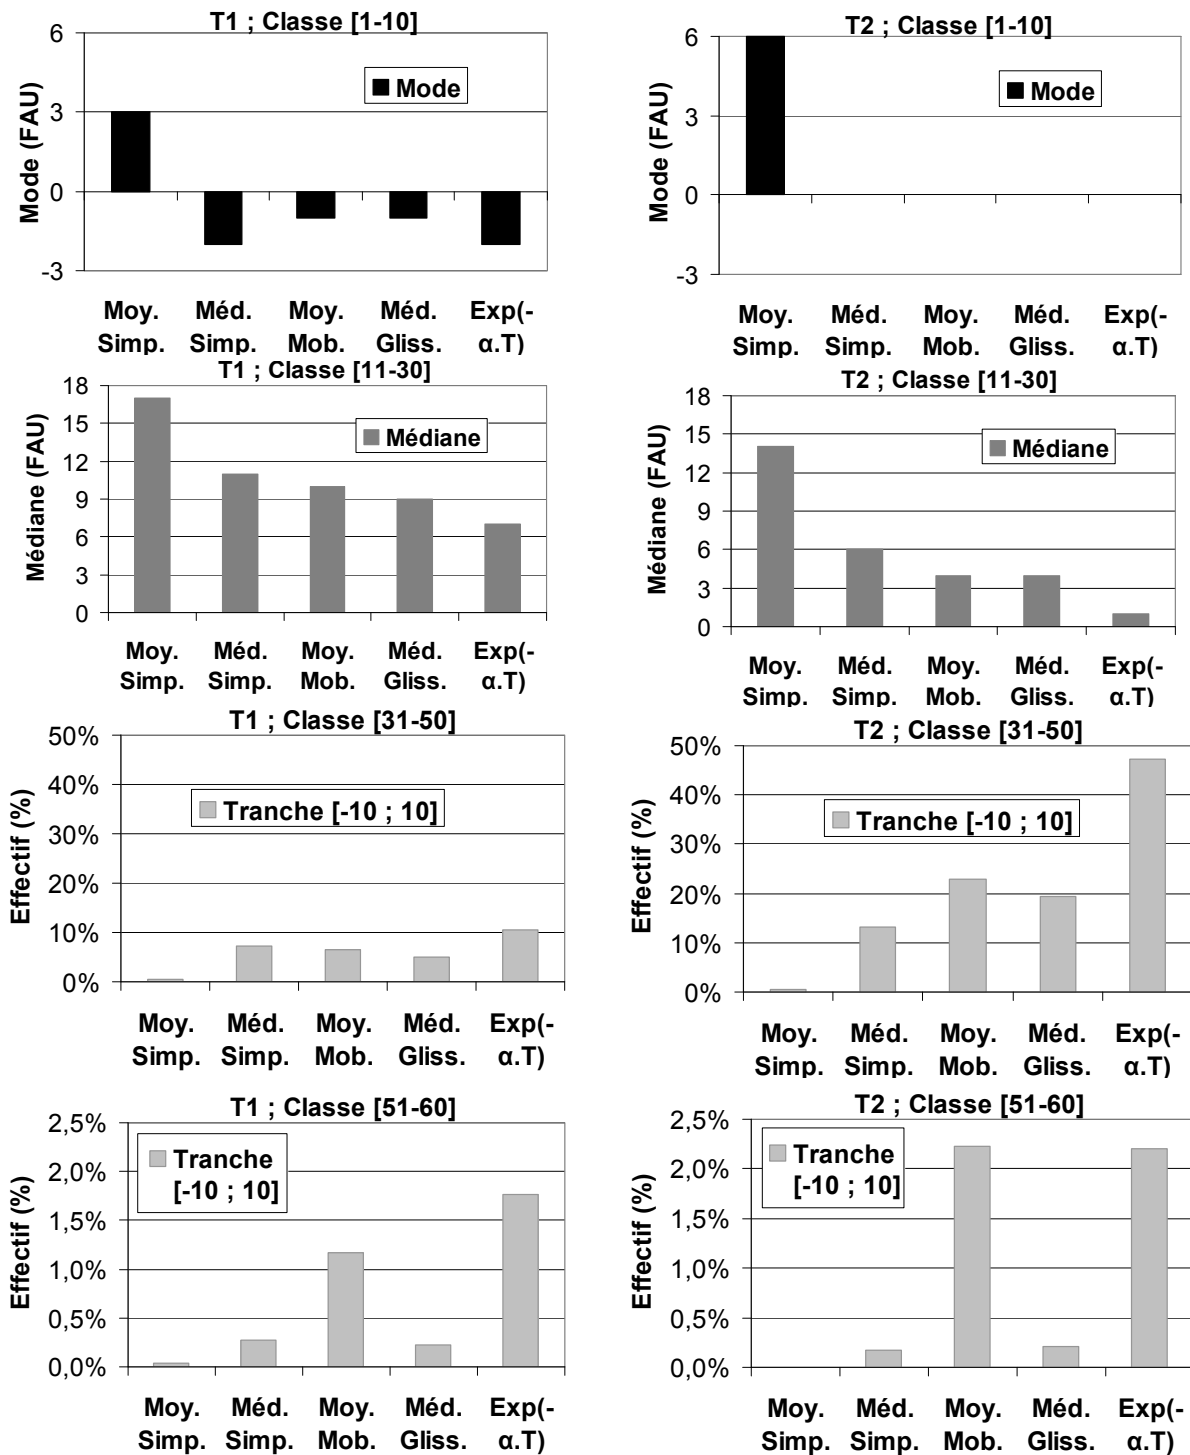 T1 ; Classe [1-10]
6
3
0
-3
Mode (FAU)
Mode
Moy. Méd. Moy. Méd. Exp(-
Simp. Simp. Mob. Gliss. α.T)
T2 ; Classe [1-10]
6
3
0
-3
Mode (FAU)
Mode
Moy. Méd. Moy. Méd. Exp(-
Simp. Simp. Mob. Gliss. α.T)
T1 ; Classe [11-30]
18
15
12
9
6
3
0
Médiane (FAU)
Médiane
Moy. Méd. Moy. Méd. Exp(-
Simp. Simp. Mob. Gliss. α.T)
T2 ; Classe [11-30]
18
15
12
9
6
3
0
Médiane (FAU)
Médiane
Moy. Méd. Moy. Méd. Exp(-
Simp. Simp. Mob. Gliss. α.T)
T1 ; Classe [31-50]
50%
40%
30%
20%
10%
0%
Effectif (%)
Tranche [-10 ; 10]
Moy. Méd. Moy. Méd. Exp(-
Simp. Simp. Mob. Gliss. α.T)
T2 ; Classe [31-50]
50%
40%
30%
20%
10%
0%
Effectif (%)
Tranche [-10 ; 10]
Moy. Méd. Moy. Méd. Exp(-
Simp. Simp. Mob. Gliss. α.T)
T1 ; Classe [51-60]
2,5%
2,0%
1,5%
1,0%
0,5%
0,0%
Effectif (%)
Tranche
[-10 ; 10]
Moy. Méd. Moy. Méd. Exp(-
Simp. Simp. Mob. Gliss. α.T)
T2 ; Classe [51-60]
2,5%
2,0%
1,5%
1,0%
0,5%
0,0%
Effectif (%)
Tranche
[-10 ; 10]
Moy. Méd. Moy. Méd. Exp(-
Simp. Simp. Mob. Gliss. α.T)